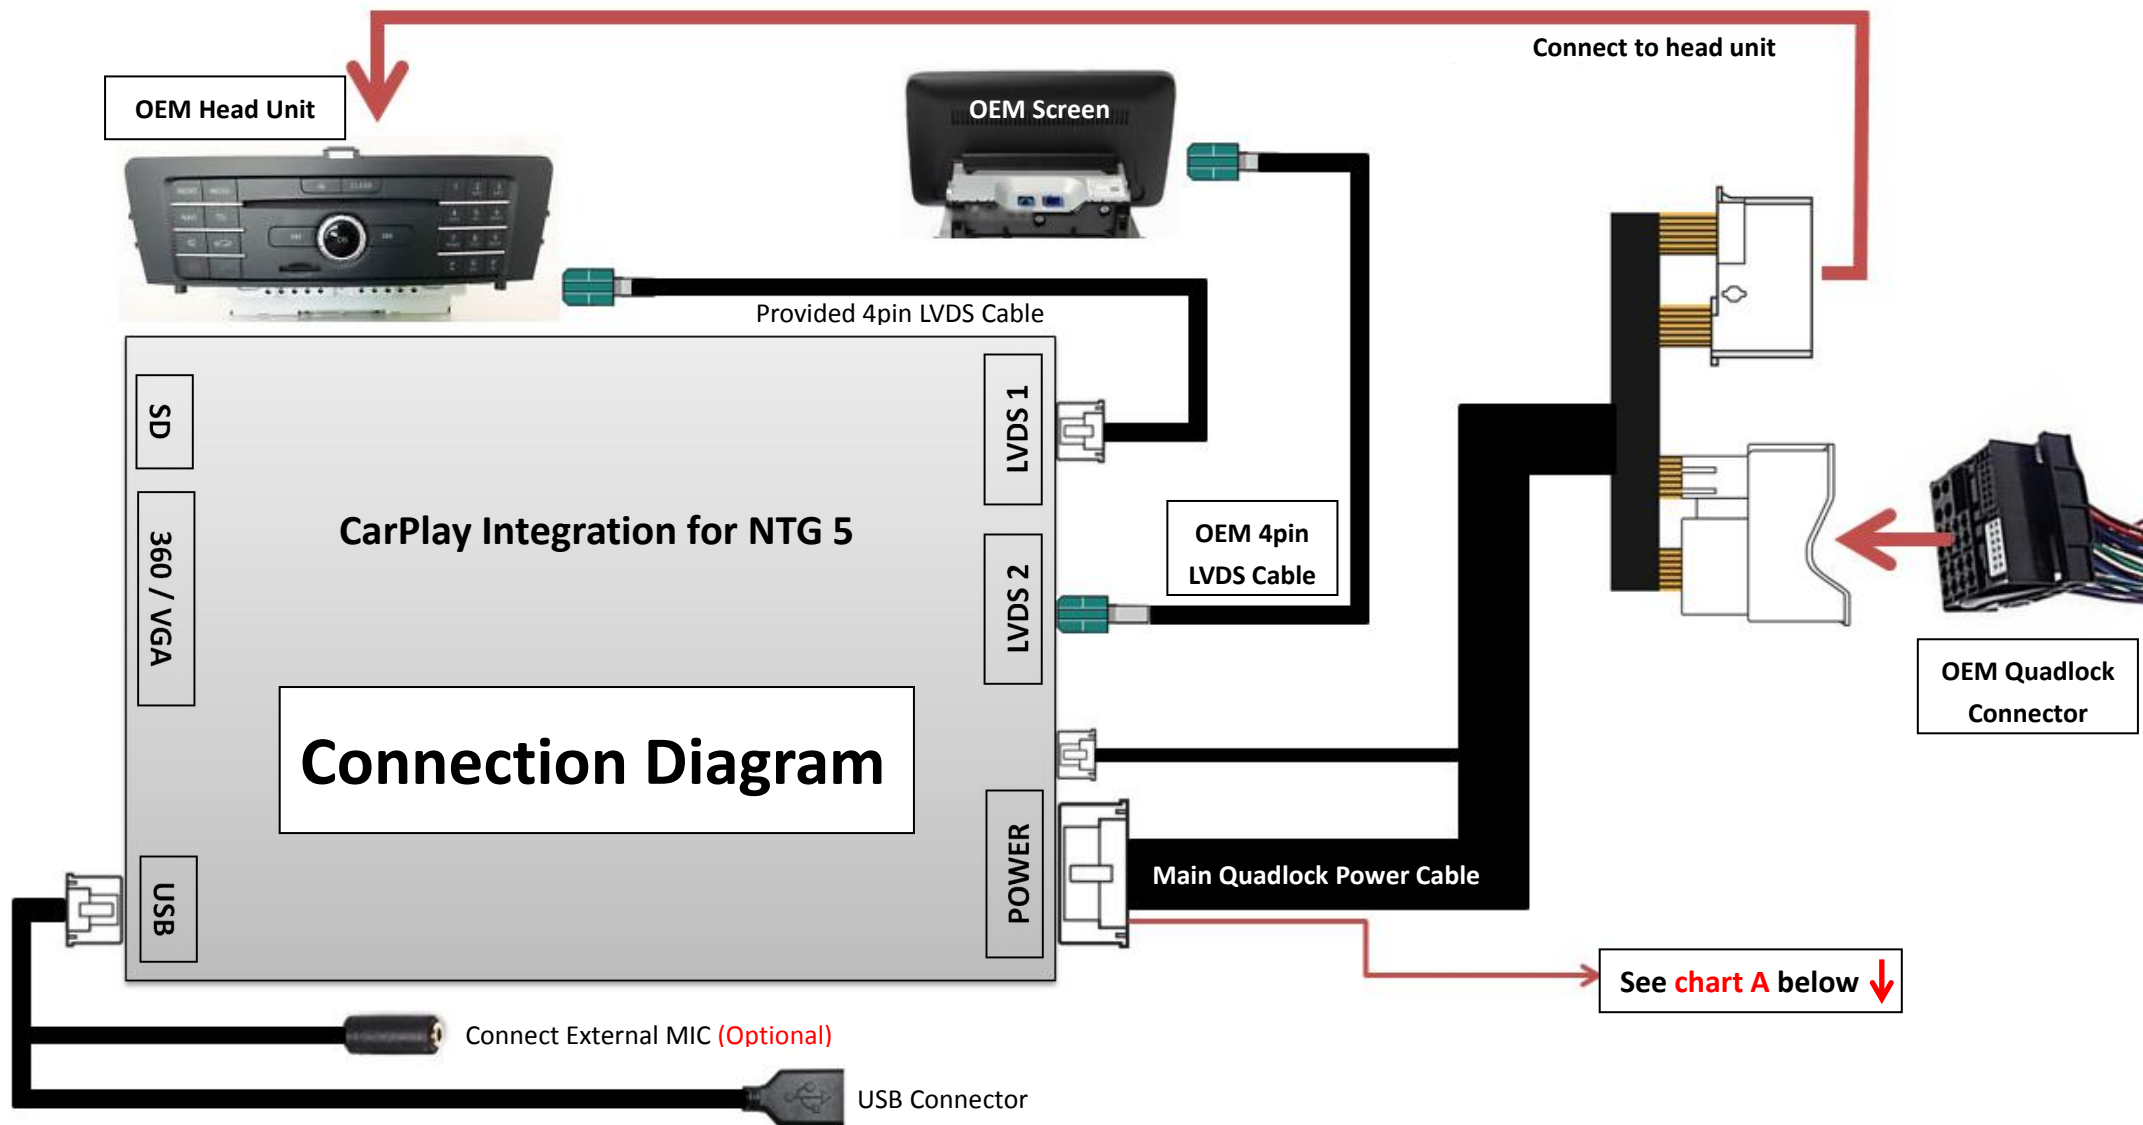 Connect to head unit
OEM Head Unit
OEM Screen
CLEAR
Provided 4pin LVDS Cable
SD
LVDS 1
360 / VGA
CarPlay Integration for NTG 5
OEM 4pin
LVDS Cable
LVDS 2
OEM Quadlock
Connector
Connection Diagram
USB
POWER
Main Quadlock Power Cable
See chart A below
Connect External MIC (Optional)
USB Connector